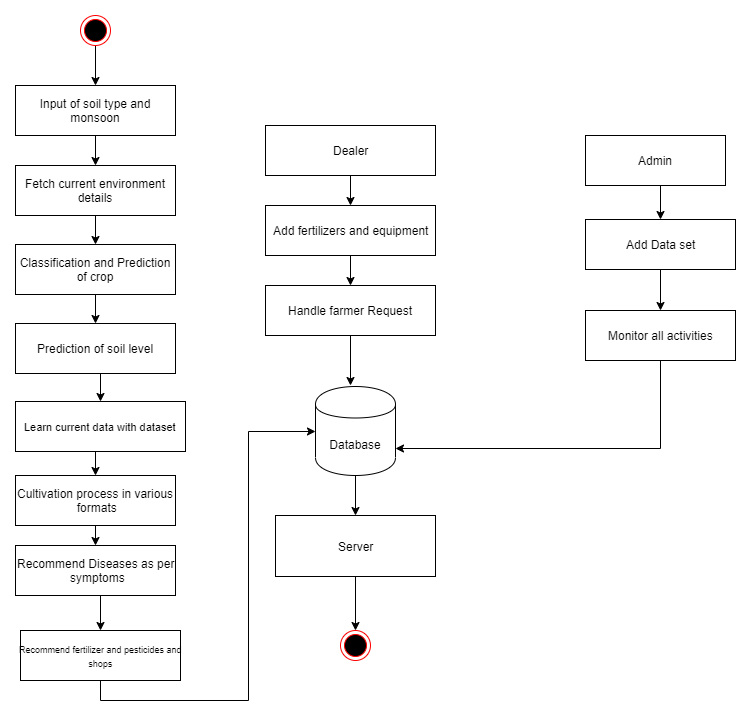 Input of soil type and
monsoon
Fetch current environment
details
Classification and Prediction
of crop
Prediction of soil level
Learn current data with dataset
Cultivation process in various
formats
Recommend Diseases as per
symptoms
Recommend fertilizer and pesticides and
shops
Dealer
Add fertilizers and equipment
Handle farmer Request
Database
Server
Admin
Add Data set
Monitor all activities